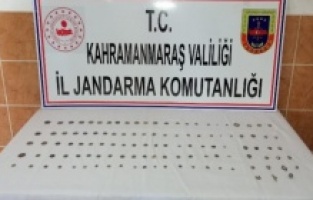 T.C.
KAHRAMANMARAŞ VALİLİĞİ
İL JANDARMA KOMUTANLIĞI